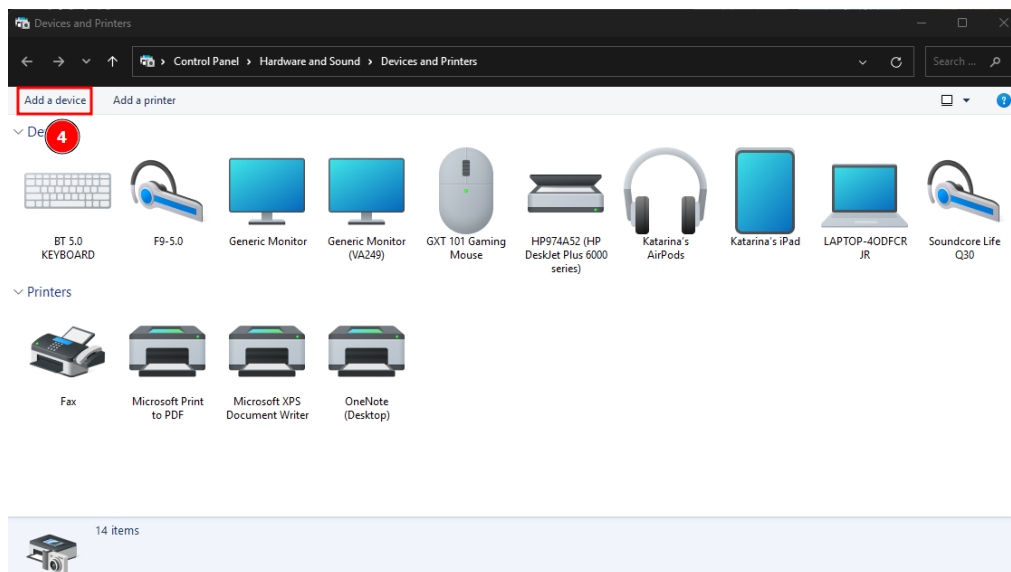 Devices and Printers
Control Panel > Hardware and Sound > Devices and Printers
Search ...
Add a device
Add a printer
?
4
De
BT 5.0
KEYBOARD
F9-5.0
Generic Monitor
Generic Monitor
(VA249)
GXT 101 Gaming
Mouse
HP974A52 (HP
DeskJet Plus 6000
series)
Katarina's
AirPods
Katarina's iPad
LAPTOP-4ODFCR
JR
Soundcore Life
Q30
Printers
Fax
Microsoft Print
to PDF
Microsoft XPS
Document Writer
OneNote
(Desktop)
14 items